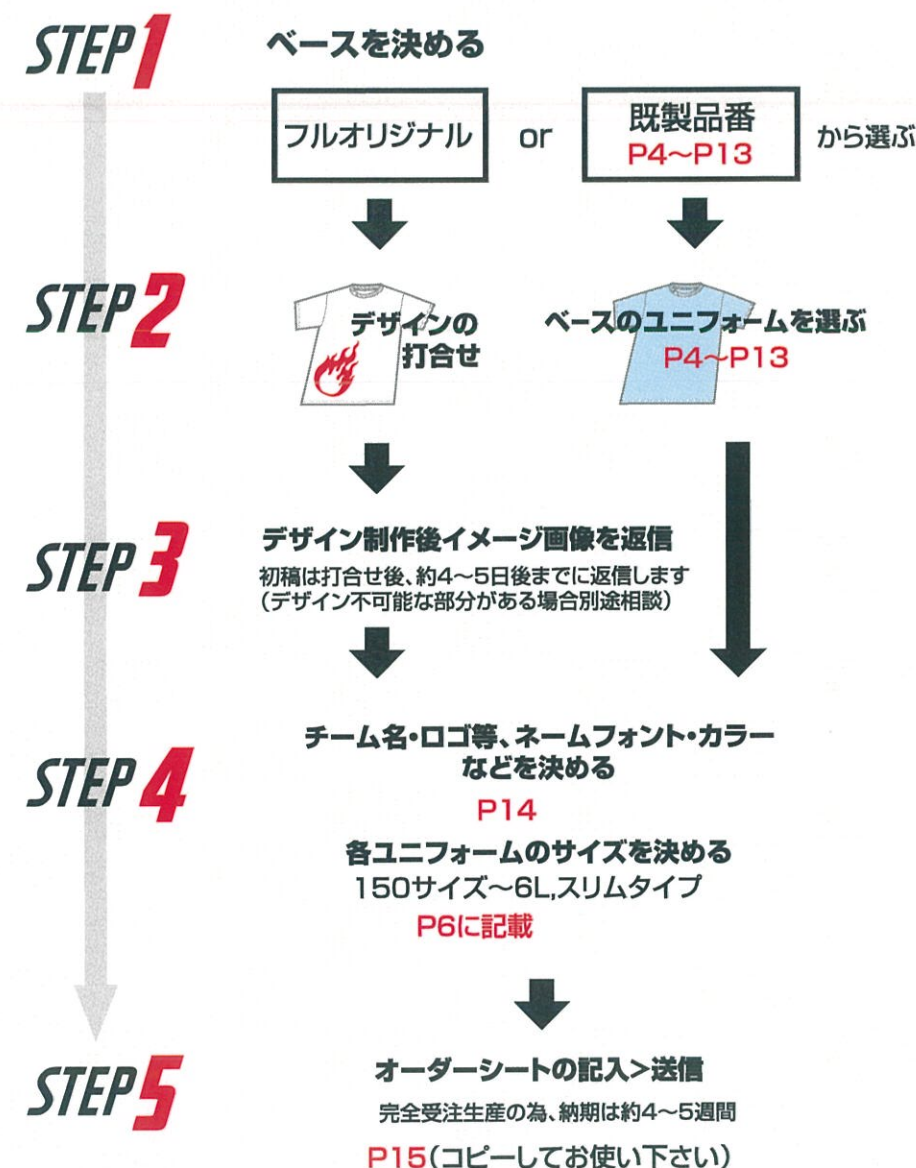 STEP1
ベースを決める
フルオリジナル
or
既製品番
P4〜P13
から選ぶ
STEP2
デザインの
打合せ
ベースのユニフォームを選ぶ
P4〜P13
STEP3
デザイン制作後イメージ画像を返信
初稿は打合せ後、約4〜5日後までに返信します
(デザイン不可能な部分がある場合別途相談)
STEP4
チーム名・ロゴ等、ネームフォント・カラー
などを決める
P14
各ユニフォームのサイズを決める
150サイズ〜6L,スリムタイプ
P6に記載
STEP5
オーダーシートの記入>送信
完全受注生産の為、納期は約4〜5週間
P15(コピーしてお使い下さい)